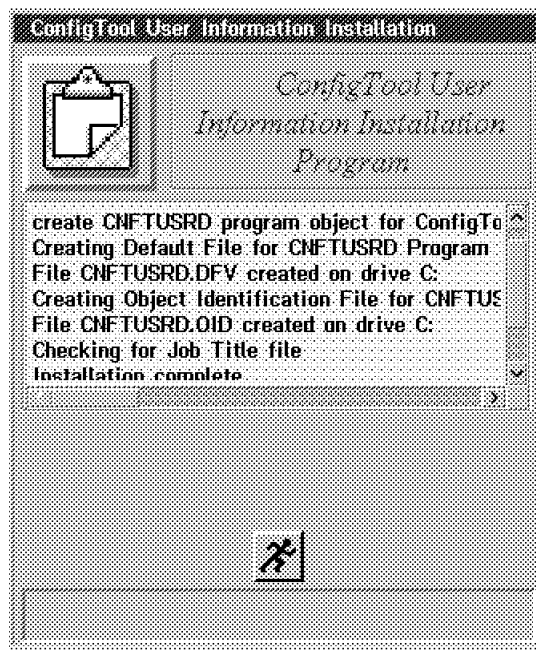 ConfigTool User Information Installation
ConfigTool User
Information Installation
Program
create CNFTUSRD program object for ConfigTo
Creating Default File for CNFTUSRD Program
File CNFTUSRD.DFV created on drive C:
Creating Object Identification File for CNFTUS
File CNFTUSRD.OID created on drive C:
Checking for Job Title file
Installation complete